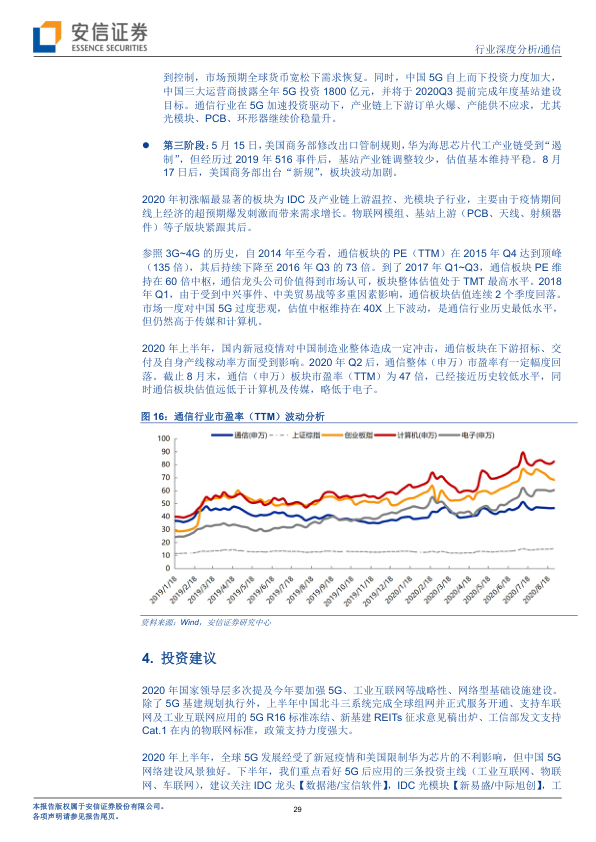 安信证券
ESSENCE SECURITIES
行业深度分析/通信
到控制，市场预期全球货币宽松下需求恢复。同时，中国 5G 自上而下投资力度加大，
中国三大运营商披露全年 5G 投资 1800 亿元，并将于 2020Q3 提前完成年度基站建设
目标。通信行业在 5G 加速投资驱动下，产业链上下游订单火爆、产能供不应求，尤其
光模块、PCB、环形器继续价稳量升。
● 第三阶段：5 月 15 日，美国商务部修改出口管制规则，华为海思芯片代工产业受到“遏
制”，但经历过 2019 年 516 事件后，基站产业链调整较少，估值基本维持平稳。8 月
17 日后，美国商务部出台“新规”，板块波动加剧。
2020 年初涨幅最显著的板块为 IDC 及产业链上游温控、光模块子行业，主要由于疫情期间
线上经济的超预期爆发刺激而带来需求增长。物联网模组、基站上游（PCB、天线、射频器
件）等子版块紧跟其后。
参照 3G~4G 的历史，自 2014 年至今看，通信板块的 PE（TTM）在 2015 年 Q4 达到顶峰
（135 倍），其后持续下降至 2016 年 Q3 的 73 倍。到了 2017 年 Q1~Q3，通信板块 PE 维
持在 60 倍中枢，通信龙头公司价值得到市场认可，板块整体估值处于 TMT 最高水平。2018
年 Q1，由于受到中兴事件、中美贸易战等多重因素影响，通信板块估值连续 2 个季度回落。
市场一度对中国 5G 过度悲观，估值中枢维持在 40X 上下波动，是通信行业历史最低水平，
但仍然高于传媒和计算机。
2020 年上半年，国内新冠疫情对中国制造业整体造成一定冲击，通信板块在下游招标、交
付及自身产线稼动率方面受到影响。2020 年 Q2 后，通信整体（申万）市盈率有一定幅度回
落。截止 8 月末，通信（申万）板块市盈率（TTM）为 47 倍，已经接近历史较低水平，同
时通信板块估值远低于计算机及传媒，略低于电子。
图 16：通信行业市盈率（TTM）波动分析
通信(申万) 上证综指 创业板指 计算机(申万) 电子(申万)
100
90
80
70
60
50
40
30
20
10
0
2019/1/18 2019/2/18 2019/3/18 2019/4/18 2019/5/18 2019/6/18 2019/7/18 2019/8/18 2019/9/18 2019/10/18 2019/11/18 2019/12/18 2020/1/18 2020/2/18 2020/3/18 2020/4/18 2020/5/18 2020/6/18 2020/7/18 2020/8/18
资料来源：Wind，安信证券研究中心
4. 投资建议
2020 年国家领导层多次提及今年要加强 5G、工业互联网等战略性、网络型基础设施建设。
除了 5G 基建规划执行外，上半年中国北斗三系统完成全球组网并正式服务开通、支持车联
网及工业互联网应用的 5G R16 标准冻结、新基建 REITs 征求意见稿出炉、工信部发文支持
Cat.1 在内的物联网标准，政策支持力度强大。
2020 年上半年，全球 5G 发展经受了新冠疫情和美国限制华为芯片的不利影响，但中国 5G
网络建设风景独好。下半年，我们重点看好 5G 后应用的三条投资主线（工业互联网、物联
网、车联网），建议关注 IDC 龙头【数据港/宝信软件】，IDC 光模块【新易盛/中际旭创】，工
本报告版权属于安信证券股份有限公司。
各项声明请参见报告尾页。
29